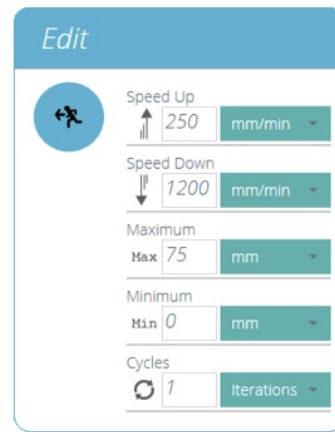 Edit
Speed Up
250 mm/min
Speed Down
1200 mm/min
Maximum
Max 75 mm
Minimum
Min 0 mm
Cycles
1 Iterations